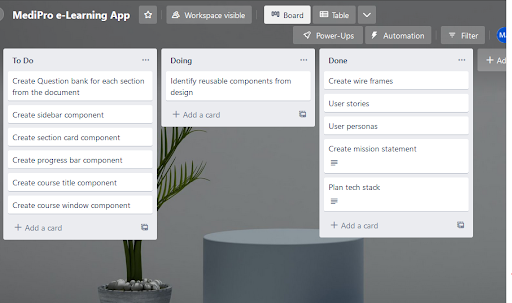 MediPro e-Learning App
Workspace visible
Board
Table
Power-Ups
Automation
Filter
To Do
Create Question bank for each section
from the document
Create sidebar component
Create section card component
Create progress bar component
Create course title component
Create course window component
+ Add a card
Doing
Identify reusable components from
design
+ Add a card
Done
Create wire frames
User stories
User personas
Create mission statement
Plan tech stack
+ Add a card
+ Ad